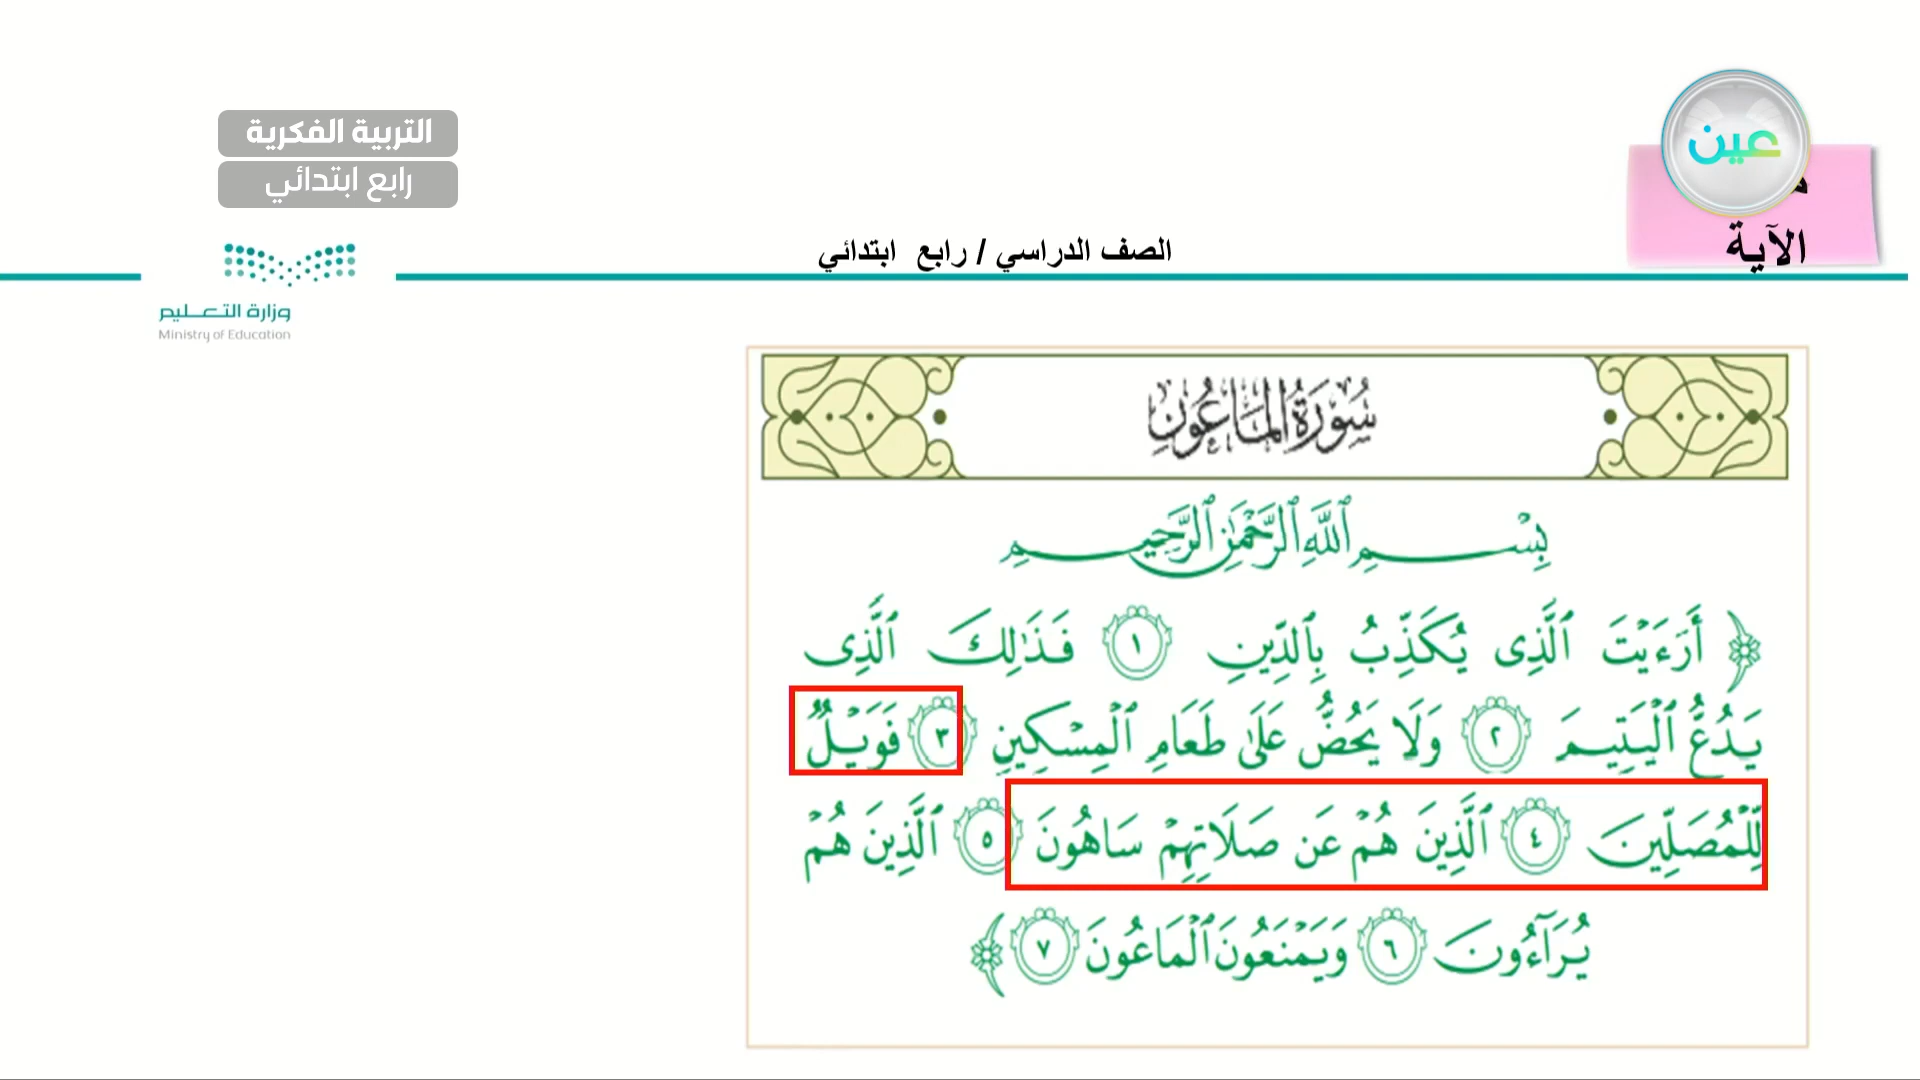 التربية الفكرية
رابع ابتدائي
عين
الآية
الصف الدراسي / رابع ابتدائي
وزارة التعليم
Ministry of Education
سُورَةُ المَاعُونِ
بِسْمِ ٱللَّهِ ٱلرَّحْمَٰنِ ٱلرَّحِيمِ
﴿ أَرَءَيْتَ ٱلَّذِى يُكَذِّبُ بِٱلدِّينِ ١ فَذَٰلِكَ ٱلَّذِى
يَدُعُّ ٱلْيَتِيمَ ٢ وَلَا يَحُضُّ عَلَىٰ طَعَامِ ٱلْمِسْكِينِ ٣ فَوَيْلٌ
لِّلْمُصَلِّينَ ٤ ٱلَّذِينَ هُمْ عَن صَلَاتِهِمْ سَاهُونَ ٥ ٱلَّذِينَ هُمْ
يُرَآءُونَ ٦ وَيَمْنَعُونَ ٱلْمَاعُونَ ٧ ﴾